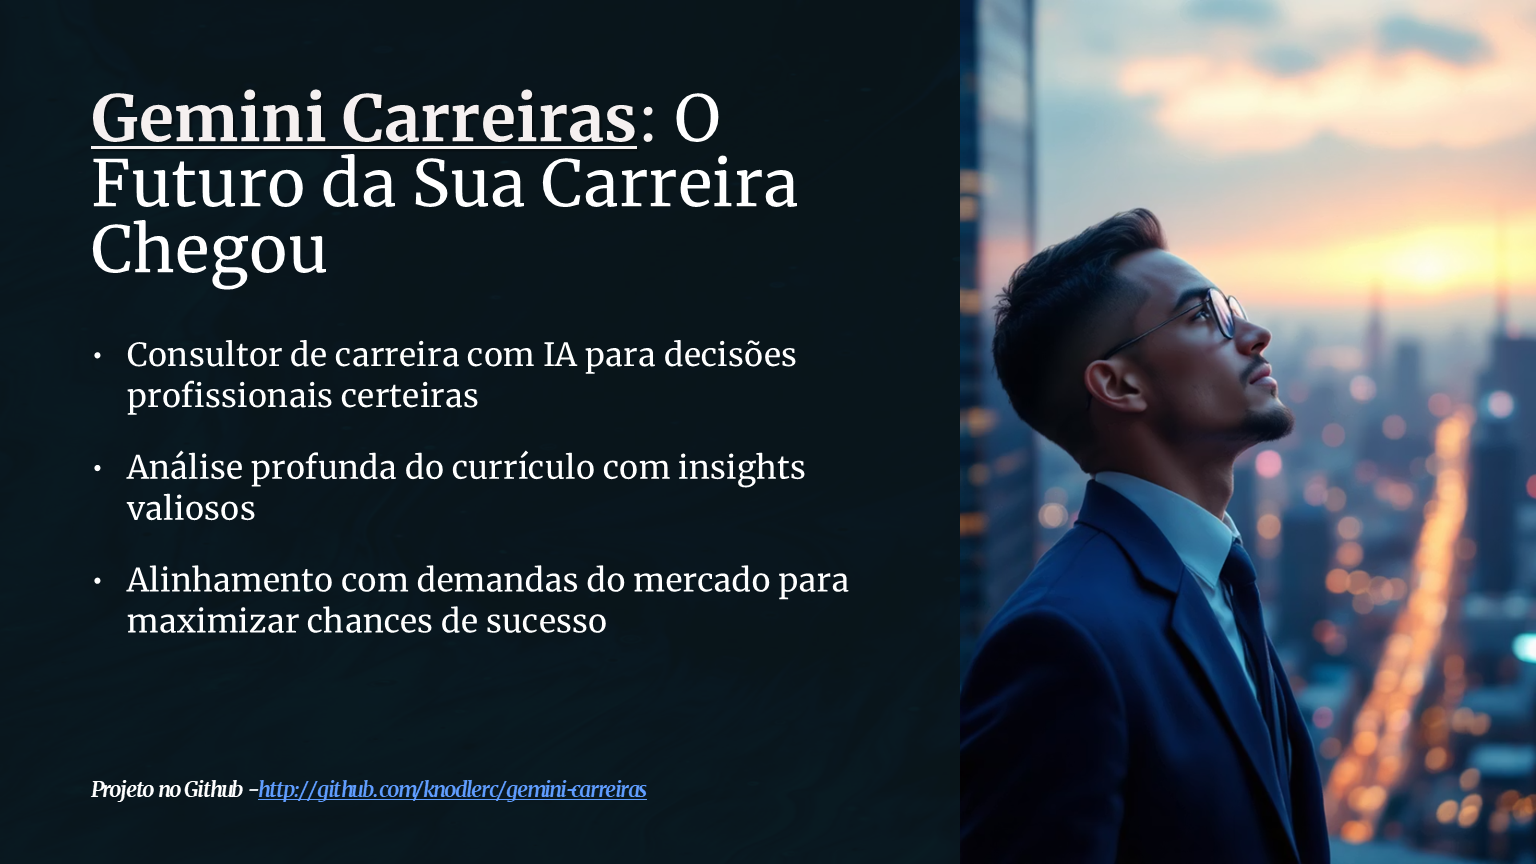 Gemini Carreiras: O
Futuro da Sua Carreira
Chegou
• Consultor de carreira com IA para decisões
profissionais certeiras
• Análise profunda do currículo com insights
valiosos
• Alinhamento com demandas do mercado para
maximizar chances de sucesso
Projeto no Github –http://github.com/knodlerc/gemini-carreiras